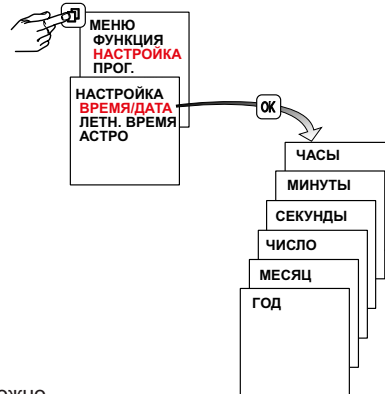 МЕНЮ
ФУНКЦИЯ
НАСТРОЙКА
ПРОГ.
НАСТРОЙКА
ВРЕМЯ/ДАТА
ЛЕТН. ВРЕМЯ
АСТРО
OK
ЧАСЫ
МИНУТЫ
СЕКУНДЫ
ЧИСЛО
МЕСЯЦ
ГОД